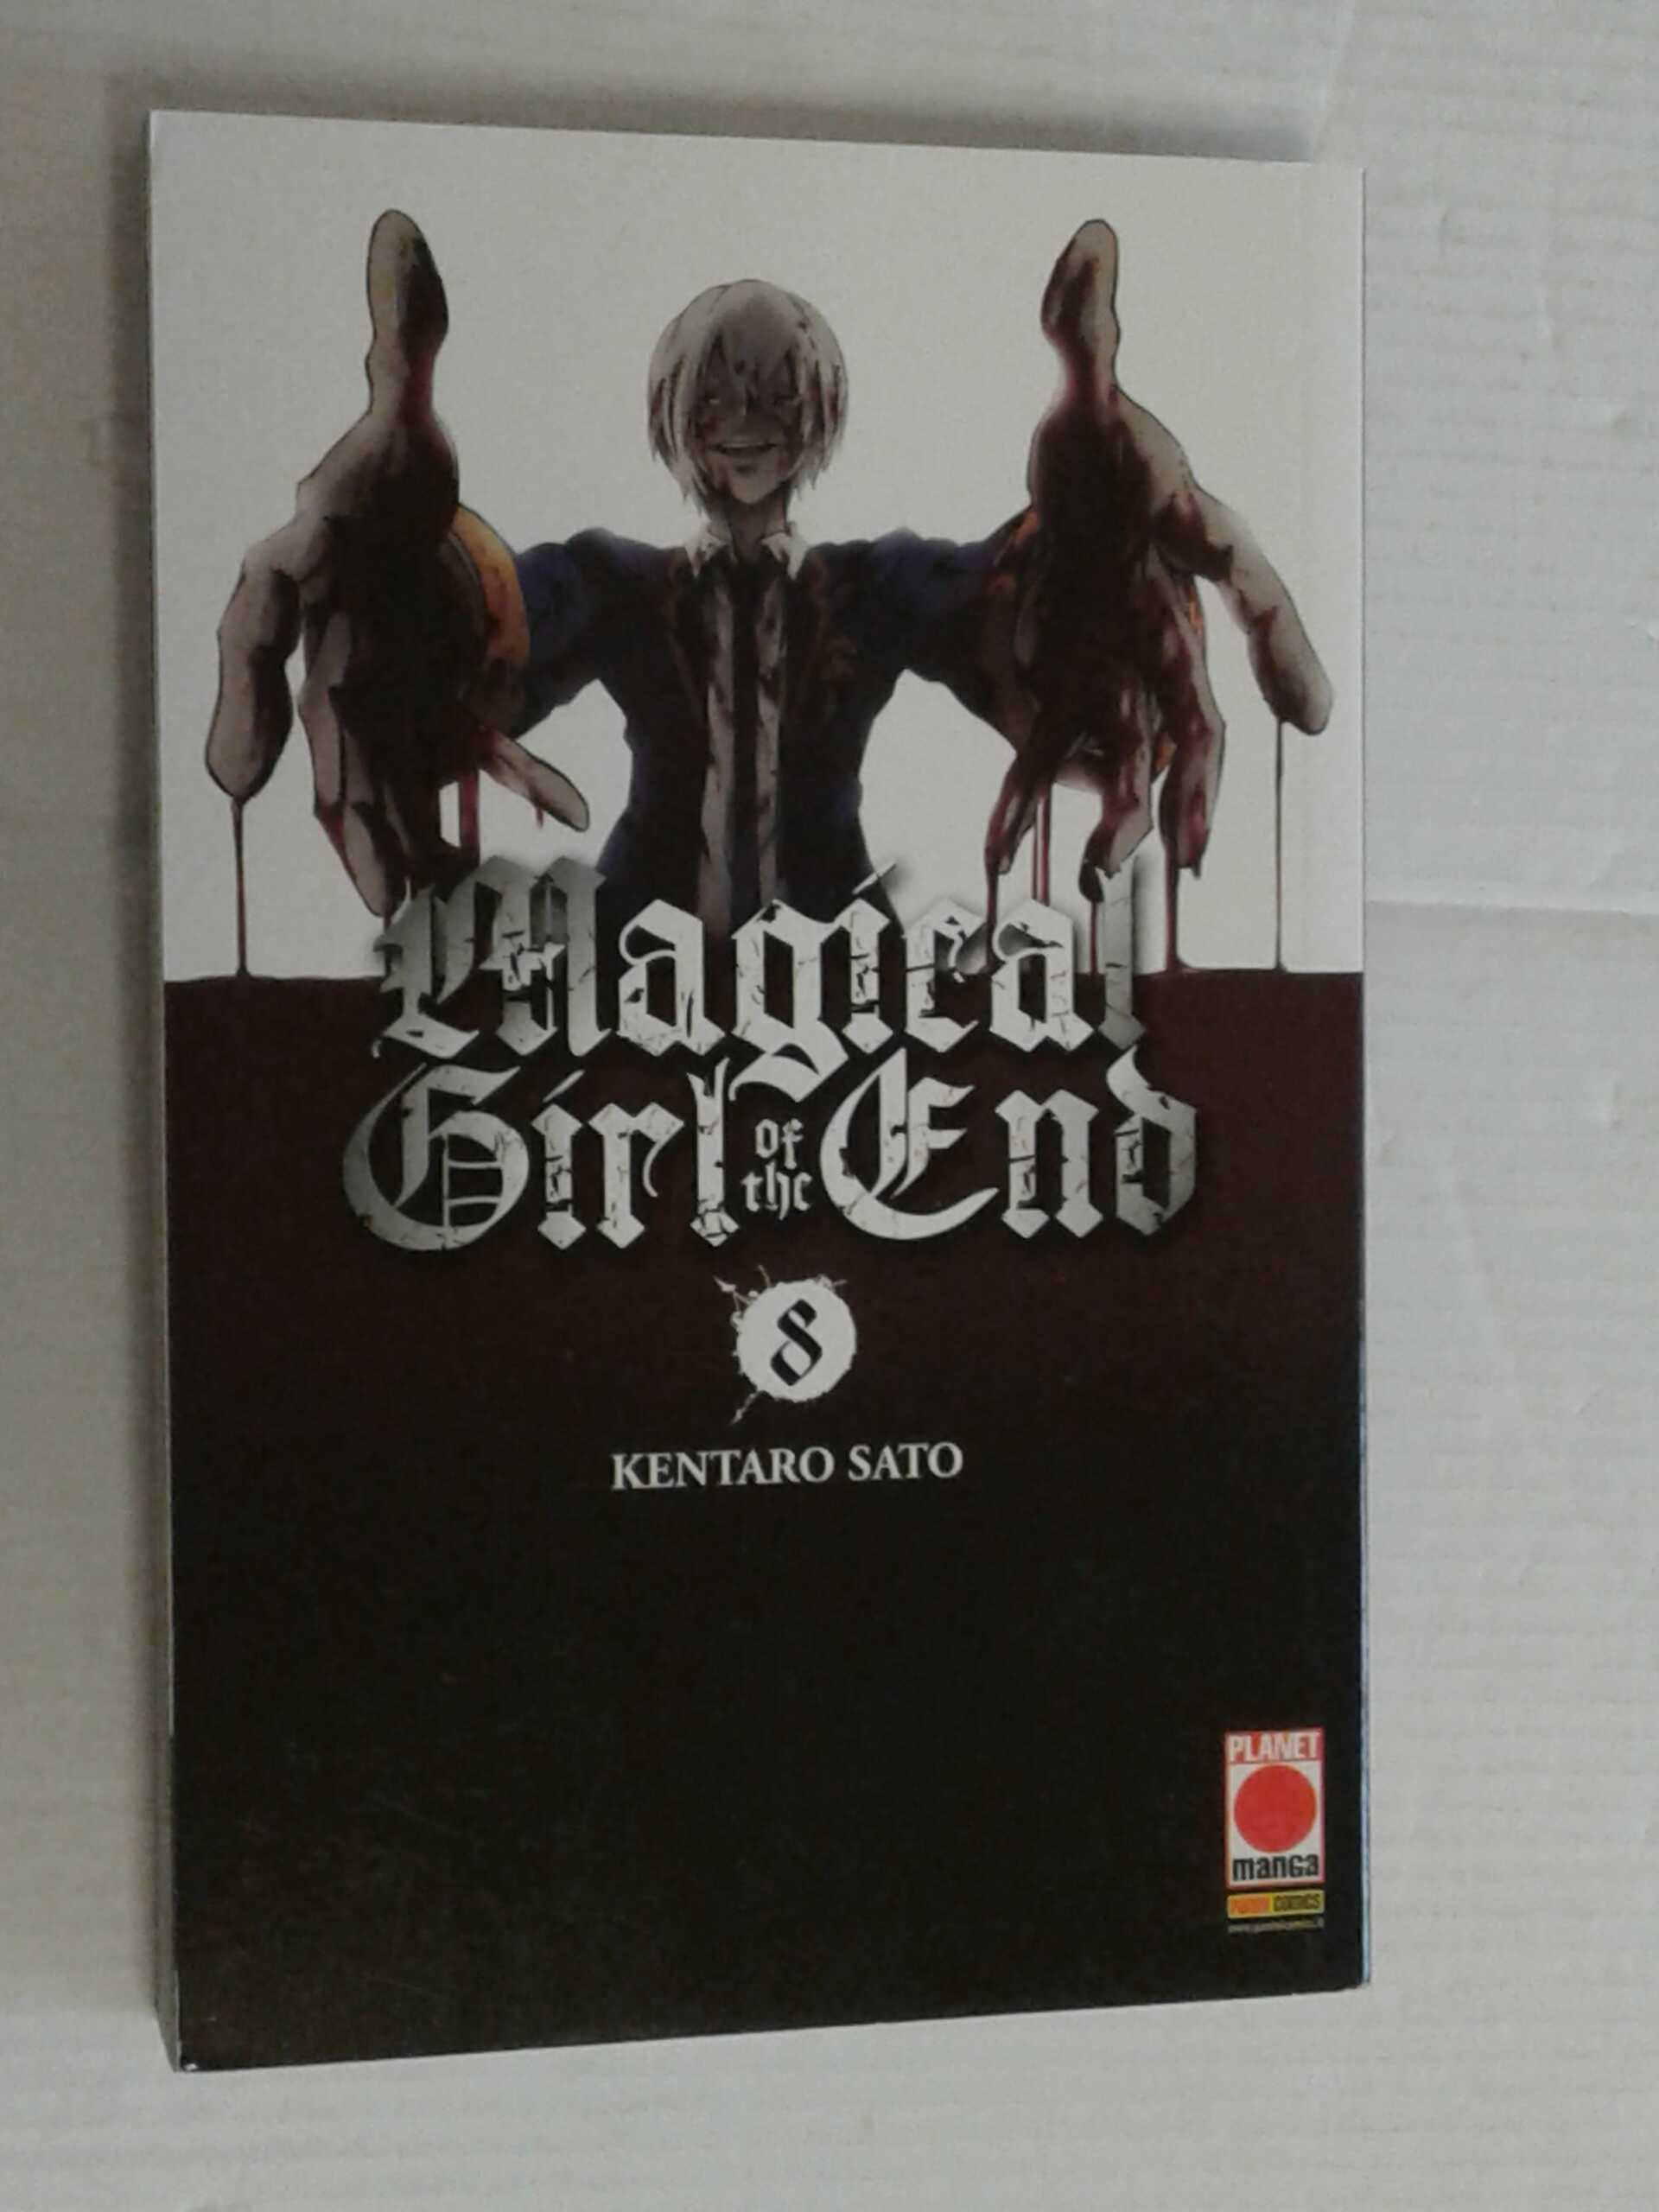 Magical
Girl of the End
8
KENTARO SATO
PLANET
manga
PANINI COMICS